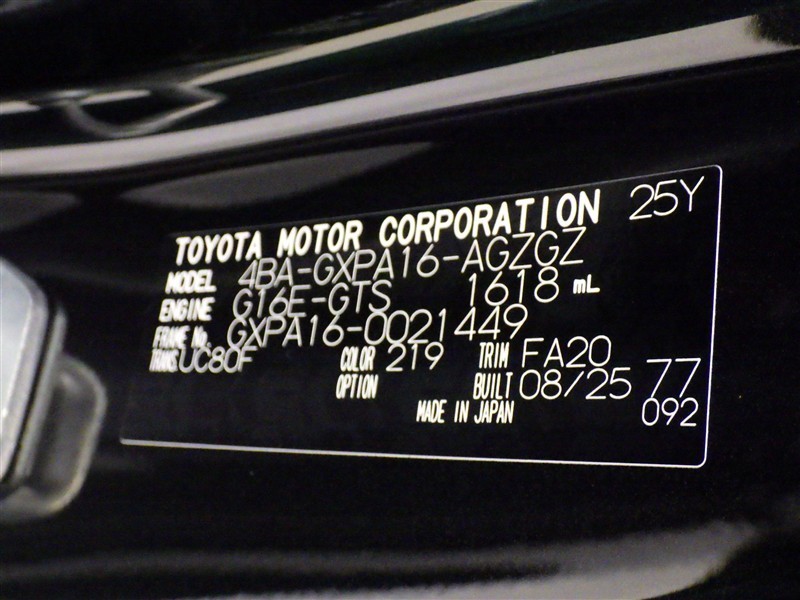 TOYOTA MOTOR CORPORATION 25Y
MODEL 4BA-GXPA16-AGZGZ
ENGINE G16E-GTS 1618 mL
FRAME No. GXPA16-0021449
TRANS. UC80F COLOR 219 TRIM FA20
OPTION BUILT 08/25 77
MADE IN JAPAN 092